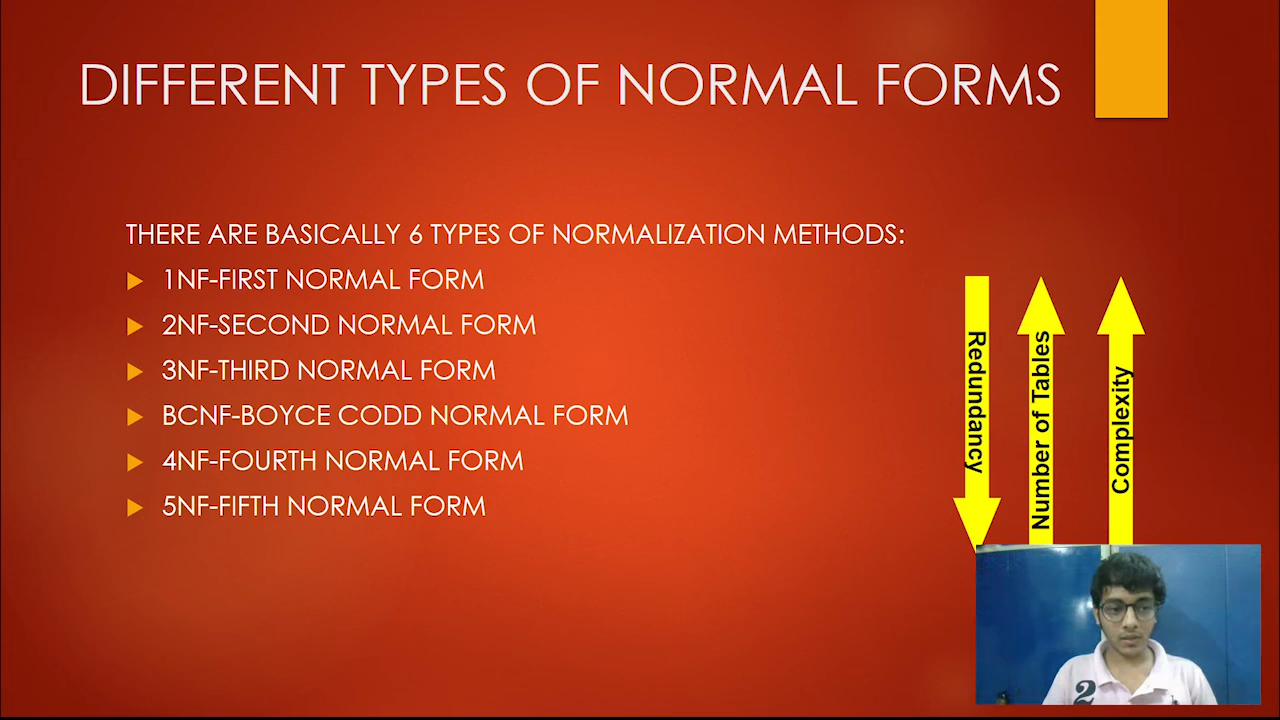 DIFFERENT TYPES OF NORMAL FORMS
THERE ARE BASICALLY 6 TYPES OF NORMALIZATION METHODS:
1NF-FIRST NORMAL FORM
2NF-SECOND NORMAL FORM
3NF-THIRD NORMAL FORM
BCNF-BOYCE CODD NORMAL FORM
4NF-FOURTH NORMAL FORM
5NF-FIFTH NORMAL FORM
Redundancy
Number of Tables
Complexity
2